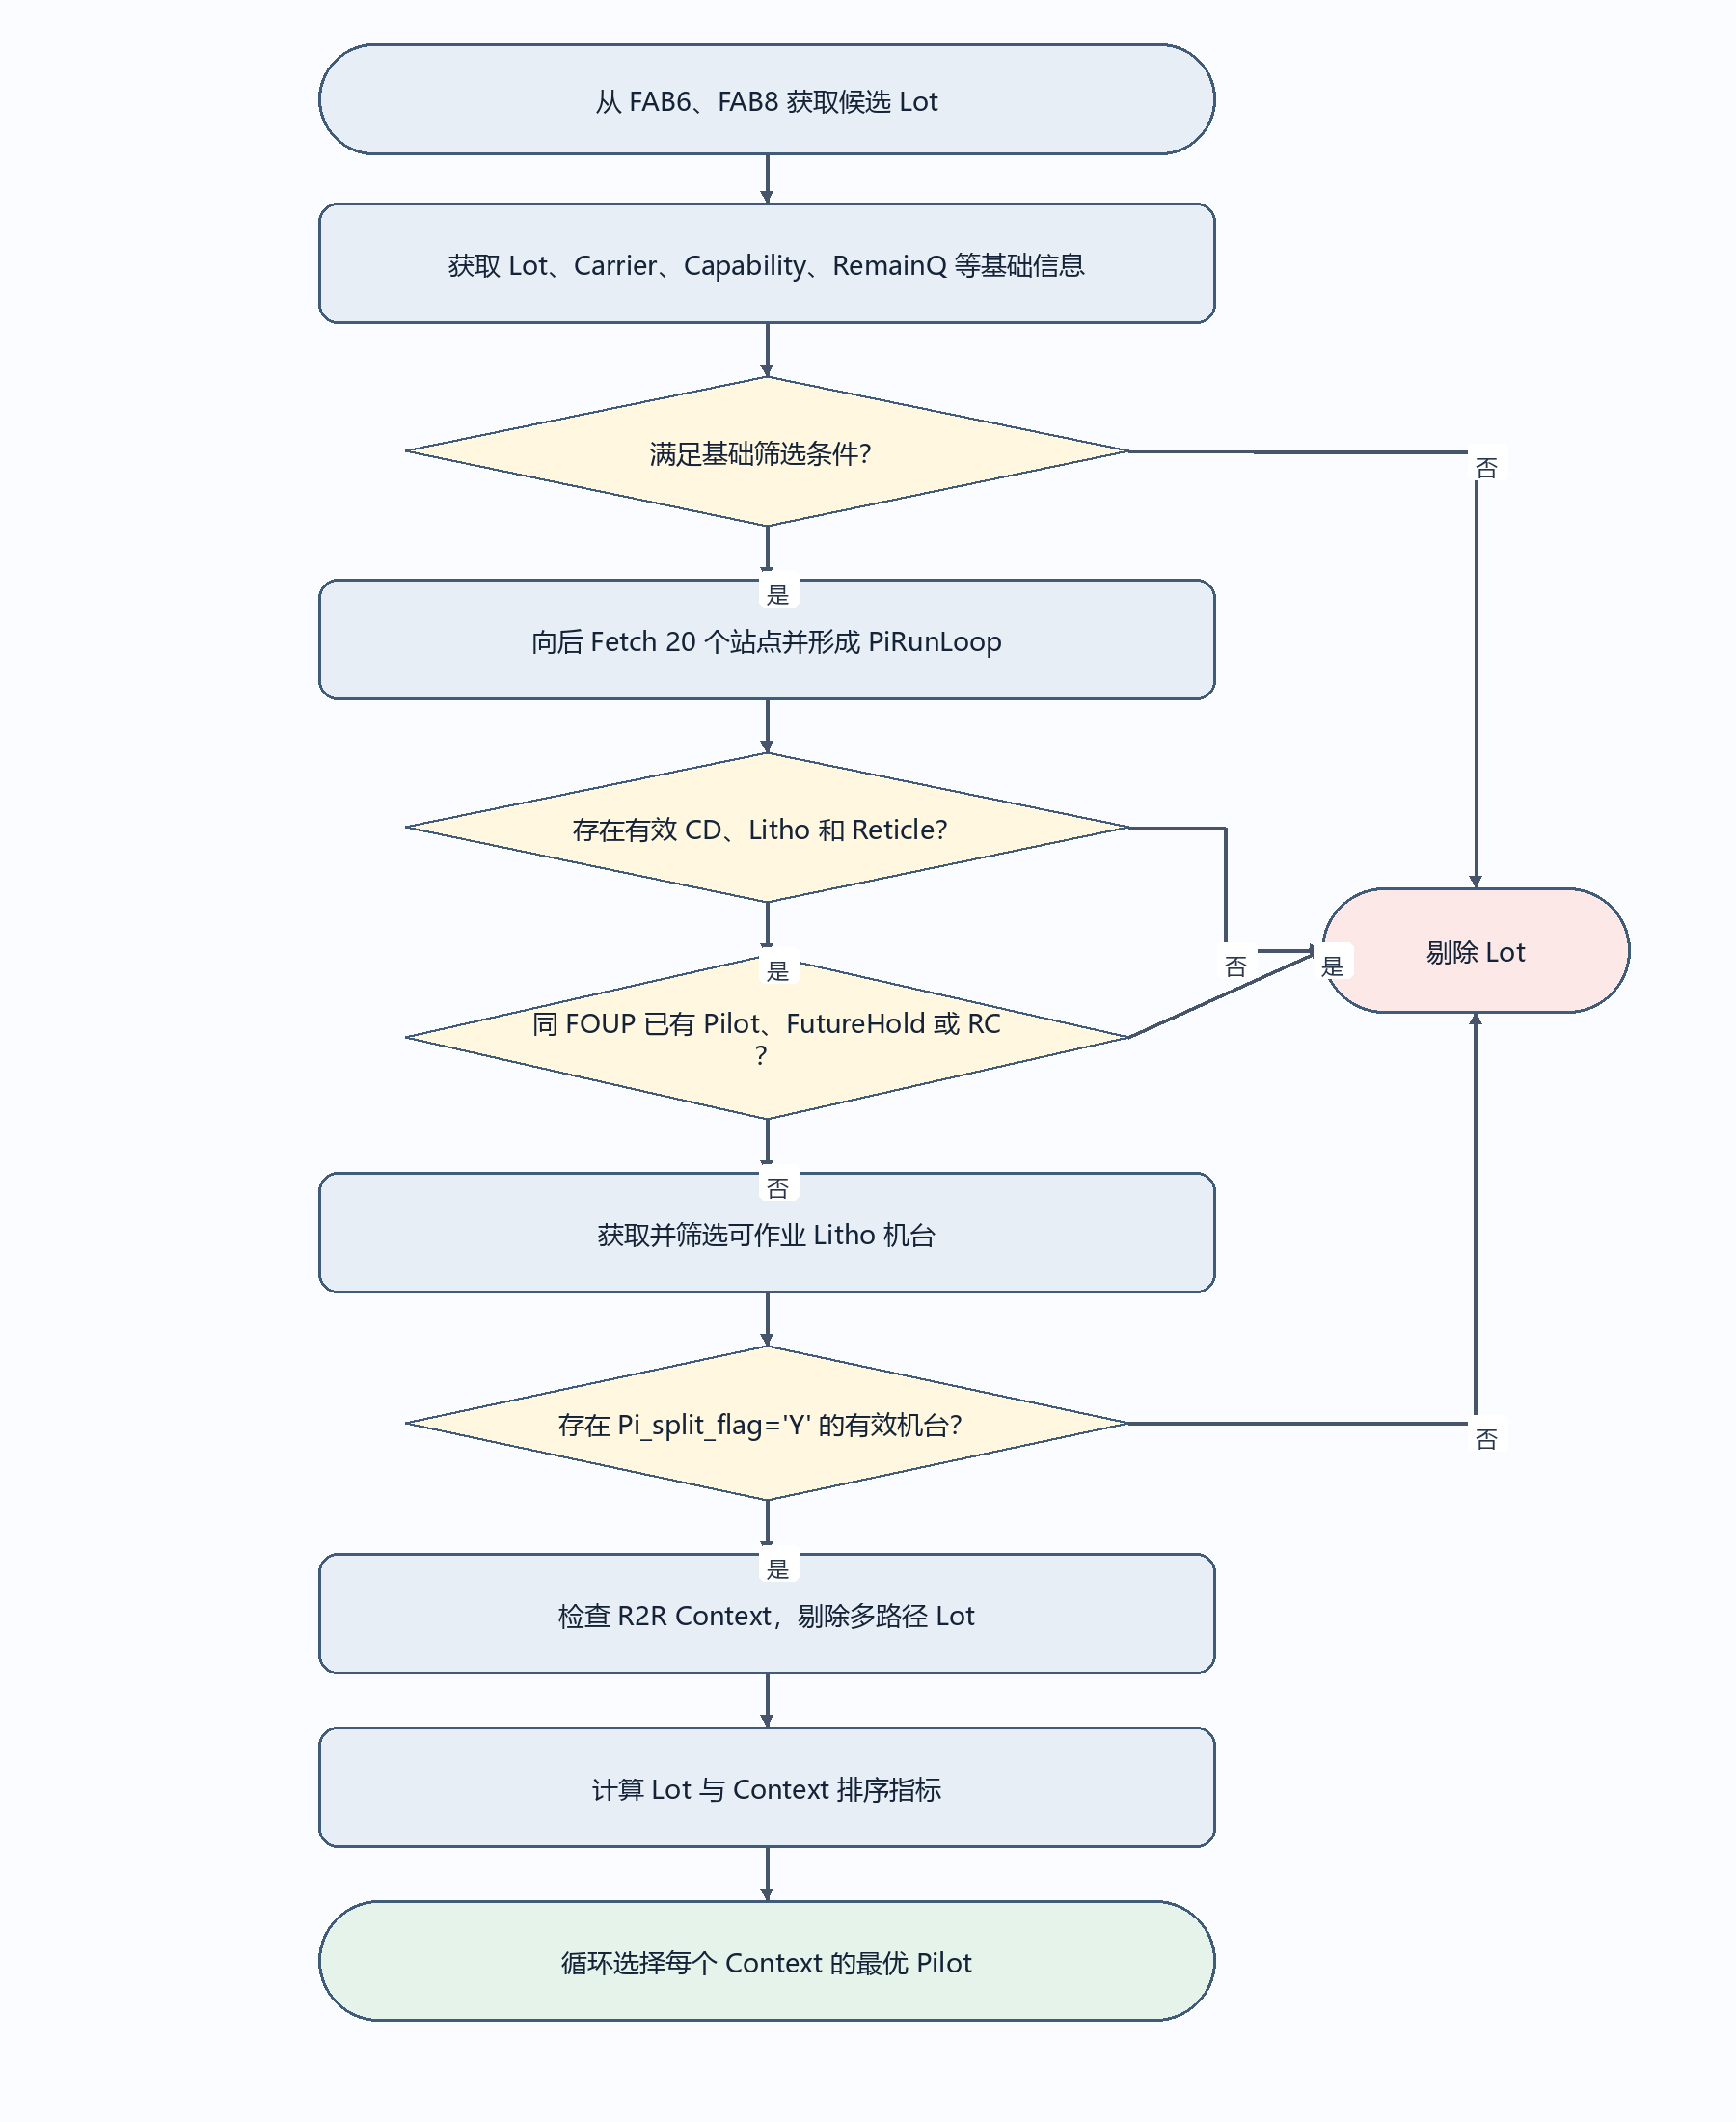 从 FAB6、FAB8 获取候选 Lot
获取 Lot、Carrier、Capability、RemainQ 等基础信息
满足基础筛选条件?
否
是
向后 Fetch 20 个站点并形成 PiRunLoop
存在有效 CD、Litho 和 Reticle?
否
是
剔除 Lot
是
同 FOUP 已有 Pilot、FutureHold 或 RC
?
否
获取并筛选可作业 Litho 机台
存在 Pi_split_flag='Y' 的有效机台?
否
是
检查 R2R Context，剔除多路径 Lot
计算 Lot 与 Context 排序指标
循环选择每个 Context 的最优 Pilot